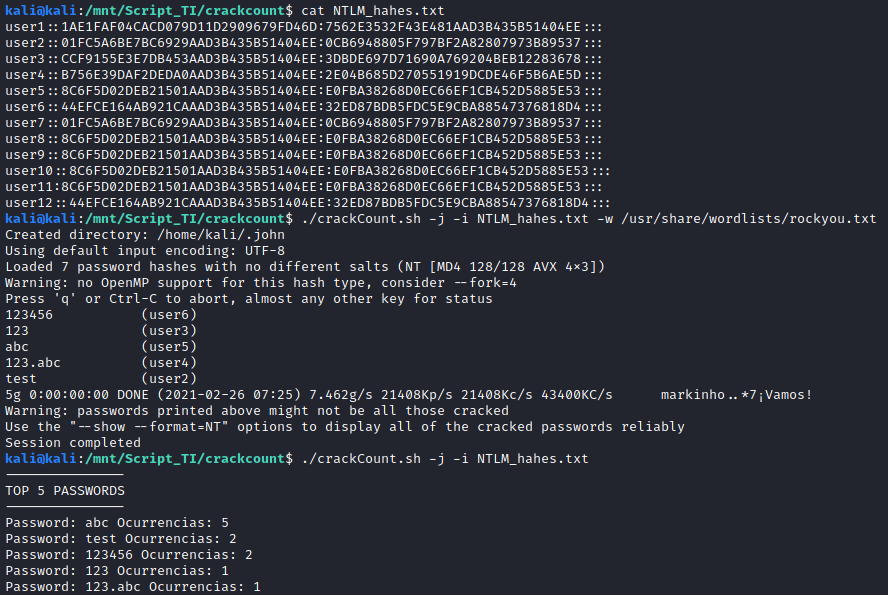 kali@kali:/mnt/Script_TI/crackcount$ cat NTLM_hahes.txt
user1::1AE1FAF04CACD079D11D2909679FD46D:7562E3532F43E481AAD3B435B51404EE:::
user2::01FC5A6BE7BC6929AAD3B435B51404EE:0CB6948805F797BF2A82807973B89537:::
user3::CCF9155E3E7DB453AAD3B435B51404EE:3DBDE697D71690A769204BEB12283678:::
user4::B756E39DAF2DEDA0AAD3B435B51404EE:2E04B685D270551919DCDE46F5B6AE5D:::
user5::8C6F5D02DEB21501AAD3B435B51404EE:E0FBA38268D0EC66EF1CB452D5885E53:::
user6::44EFCE164AB921CAAAD3B435B51404EE:32ED87BDB5FDC5E9CBA88547376818D4:::
user7::01FC5A6BE7BC6929AAD3B435B51404EE:0CB6948805F797BF2A82807973B89537:::
user8::8C6F5D02DEB21501AAD3B435B51404EE:E0FBA38268D0EC66EF1CB452D5885E53:::
user9::8C6F5D02DEB21501AAD3B435B51404EE:E0FBA38268D0EC66EF1CB452D5885E53:::
user10::8C6F5D02DEB21501AAD3B435B51404EE:E0FBA38268D0EC66EF1CB452D5885E53:::
user11:8C6F5D02DEB21501AAD3B435B51404EE:E0FBA38268D0EC66EF1CB452D5885E53:::
user12::44EFCE164AB921CAAAD3B435B51404EE:32ED87BDB5FDC5E9CBA88547376818D4:::
kali@kali:/mnt/Script_TI/crackcount$ ./crackCount.sh -j -i NTLM_hahes.txt -w /usr/share/wordlists/rockyou.txt
Created directory: /home/kali/.john
Using default input encoding: UTF-8
Loaded 7 password hashes with no different salts (NT [MD4 128/128 AVX 4×3])
Warning: no OpenMP support for this hash type, consider --fork=4
Press 'q' or Ctrl-C to abort, almost any other key for status
123456 (user6)
123 (user3)
abc (user5)
123.abc (user4)
test (user2)
5g 0:00:00:00 DONE (2021-02-26 07:25) 7.462g/s 21408Kp/s 21408Kc/s 43400KC/s markinho..*7¡Vamos!
Warning: passwords printed above might not be all those cracked
Use the "--show --format=NT" options to display all of the cracked passwords reliably
Session completed
kali@kali:/mnt/Script_TI/crackcount$ ./crackCount.sh -j -i NTLM_hahes.txt
───────────────
TOP 5 PASSWORDS
───────────────
Password: abc Ocurrencias: 5
Password: test Ocurrencias: 2
Password: 123456 Ocurrencias: 2
Password: 123 Ocurrencias: 1
Password: 123.abc Ocurrencias: 1